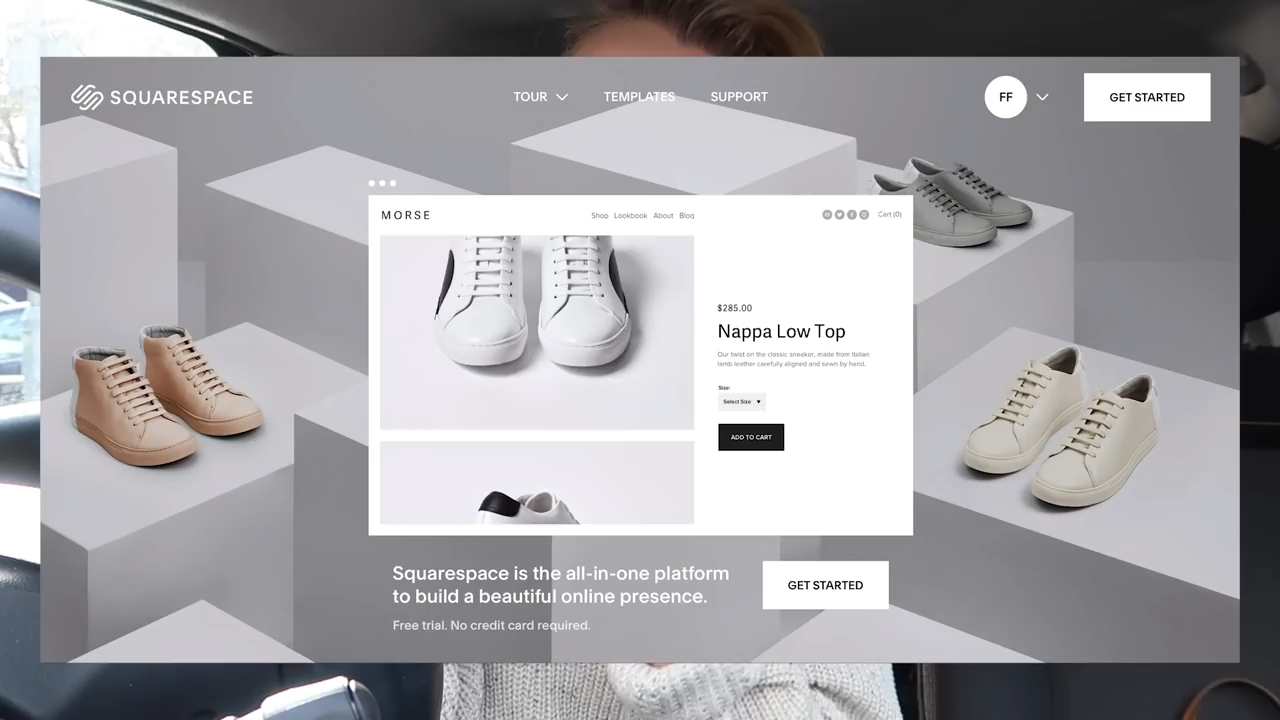 SQUARESPACE
TOUR
TEMPLATES
SUPPORT
FF
GET STARTED
MORSE
Shop Lookbook About Blog
Cart (0)
$285.00
Nappa Low Top
Our twist on the classic sneaker, made from Italian
lamb leather carefully aligned and sewn by hand.
Size:
Select Size
ADD TO CART
Squarespace is the all-in-one platform
to build a beautiful online presence.
GET STARTED
Free trial. No credit card required.